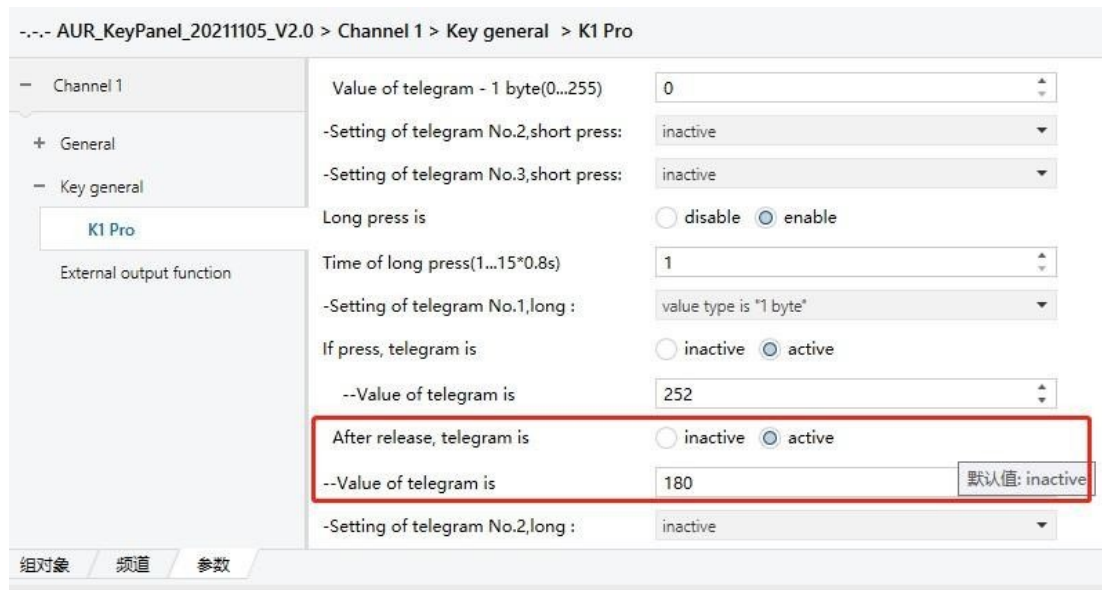 -.-.- AUR_KeyPanel_20211105_V2.0 > Channel 1 > Key general > K1 Pro
Channel 1
General
Key general
K1 Pro
External output function
Value of telegram - 1 byte(0...255) 0
-Setting of telegram No.2,short press: inactive
-Setting of telegram No.3,short press: inactive
Long press is disable enable
Time of long press(1...15*0.8s) 1
-Setting of telegram No.1,long : value type is "1 byte"
If press, telegram is inactive active
--Value of telegram is 252
After release, telegram is inactive active
--Value of telegram is 180
默认值: inactive
-Setting of telegram No.2,long : inactive
组对象 频道 参数